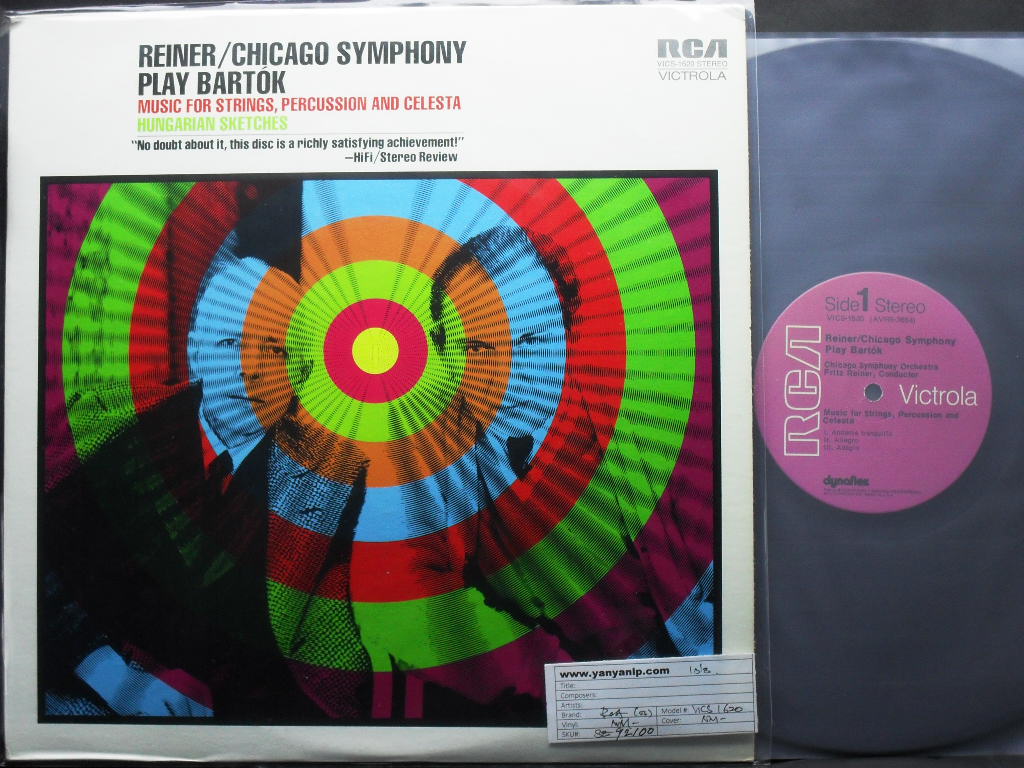 REINER/CHICAGO SYMPHONY
PLAY BARTÓK
MUSIC FOR STRINGS, PERCUSSION AND CELESTA
HUNGARIAN SKETCHES
"No doubt about it, this disc is a richly satisfying achievement!"
—HiFi/Stereo Review
RCA
VICS-1620 STEREO
VICTROLA
Side 1 Stereo
VICS-1620
Reiner/Chicago Symphony
Play Bartók
Chicago Symphony Orchestra
Fritz Reiner, Conductor
RCA
Victrola
Music for Strings, Percussion and
Celesta
I. Andante tranquillo
II. Allegro
III. Adagio
dynaflex
www.yanyanlp.com
Title:
Composers:
Artists:
Brand: Model #: VICS 1620
Vinyl: NM- Cover: NM-
SKU#: